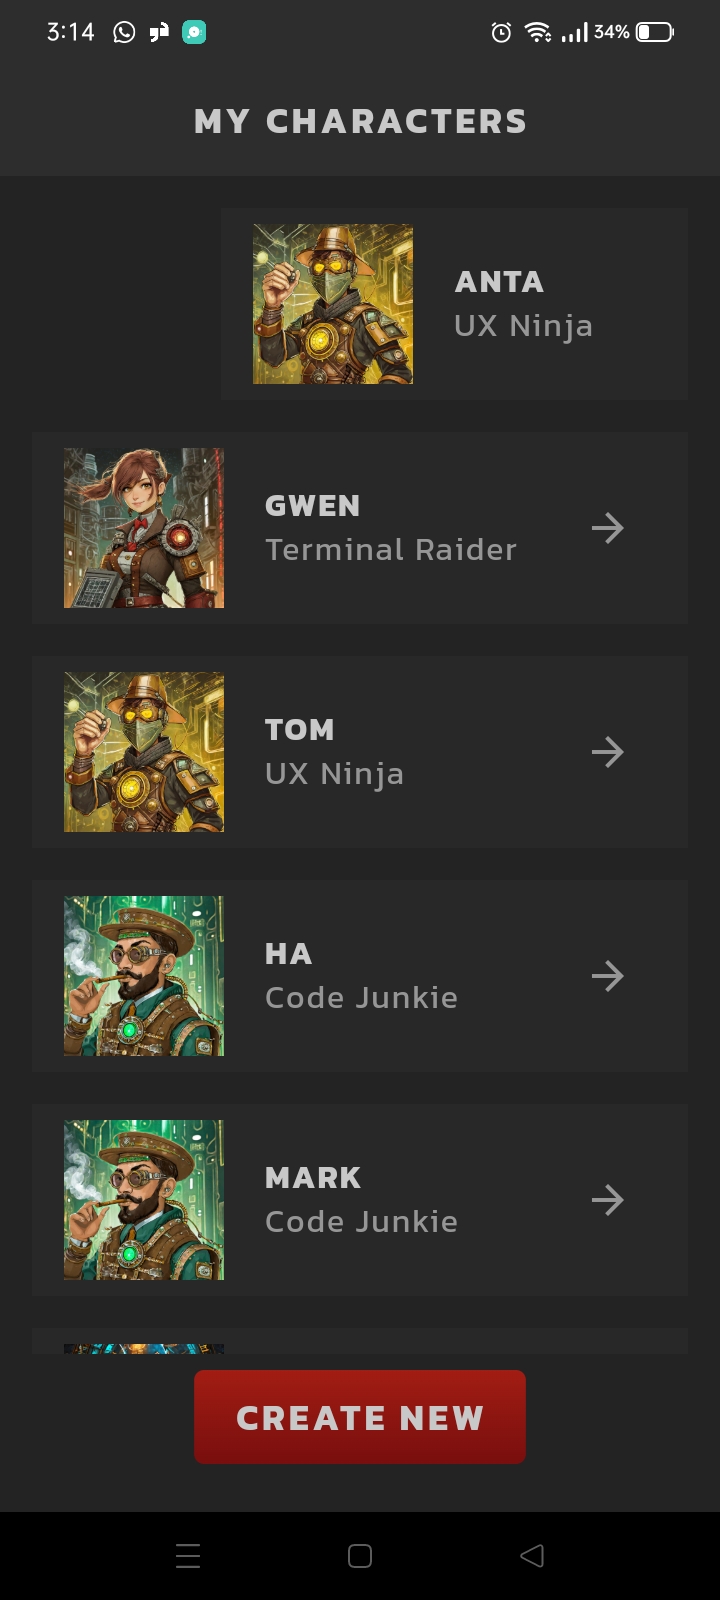 3:14
34%
MY CHARACTERS
ANTA
UX Ninja
GWEN
Terminal Raider
TOM
UX Ninja
HA
Code Junkie
MARK
Code Junkie
CREATE NEW